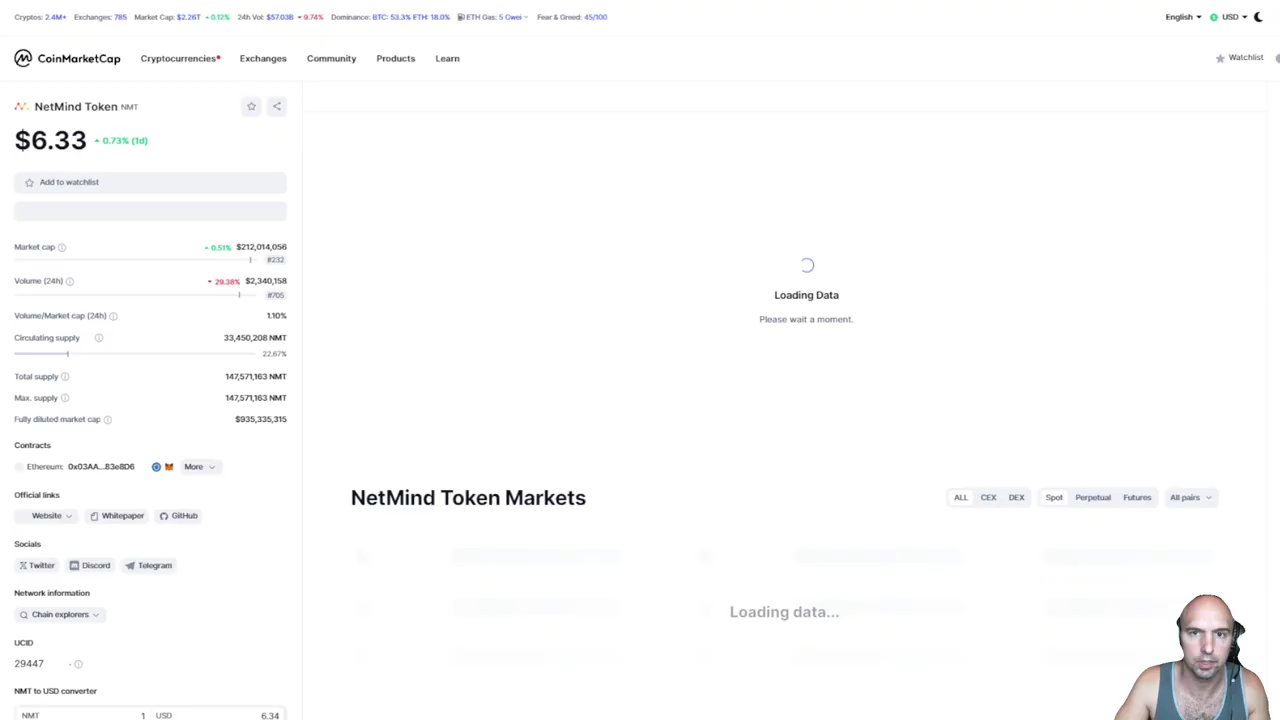 Cryptos: 2.4M+ Exchanges: 785 Market Cap: $2.26T 0.12% 24h Vol: $57.03B 9.74% Dominance: BTC: 53.3% ETH: 18.0% ETH Gas: 5 Gwei Fear & Greed: 45/100 English USD
CoinMarketCap Cryptocurrencies Exchanges Community Products Learn Watchlist
NetMind Token NMT
$6.33 0.73% (1d)
Add to watchlist
Market cap 0.51% $212,014,056
#232
Volume (24h) 29.38% $2,340,158
#705
Volume/Market cap (24h) 1.10%
Circulating supply 33,450,208 NMT
22.67%
Total supply 147,571,163 NMT
Max. supply 147,571,163 NMT
Fully diluted market cap $935,335,315
Contracts
Ethereum: 0x03AA...83e8D6 More
Official links
Website Whitepaper GitHub
Socials
Twitter Discord Telegram
Network information
Chain explorers
UCID
29447
NMT to USD converter
NMT 1 USD 6.34
Loading Data
Please wait a moment.
NetMind Token Markets ALL CEX DEX Spot Perpetual Futures All pairs
Loading data...